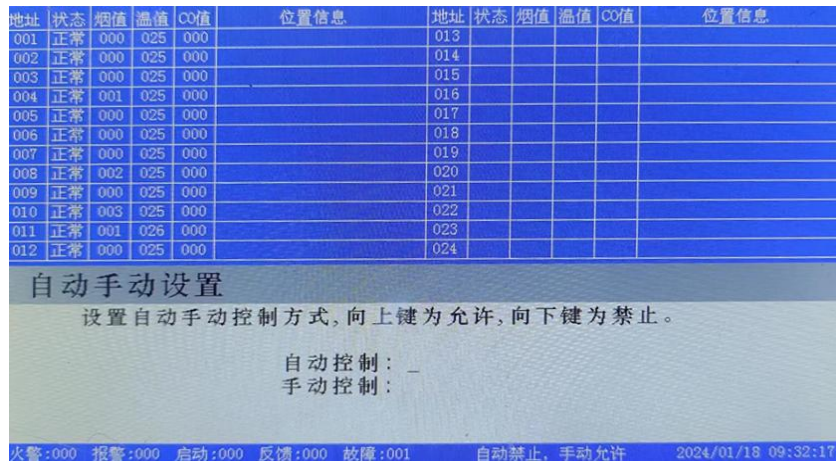 地址 状态 烟值 温值 CO值 位置信息 地址 状态 烟值 温值 CO值 位置信息
001 正常 000 025 000 013
002 正常 000 025 000 014
003 正常 000 025 000 015
004 正常 001 025 000 016
005 正常 000 025 000 017
006 正常 000 025 000 018
007 正常 000 025 000 019
008 正常 002 025 000 020
009 正常 000 025 000 021
010 正常 003 025 000 022
011 正常 001 026 000 023
012 正常 000 025 000 024
自动手动设置
设置自动手动控制方式,向上键为允许,向下键为禁止。
自动控制: _
手动控制:
火警:000 报警:000 启动:000 反馈:000 故障:001 自动禁止, 手动允许 2024/01/18 09:32:17